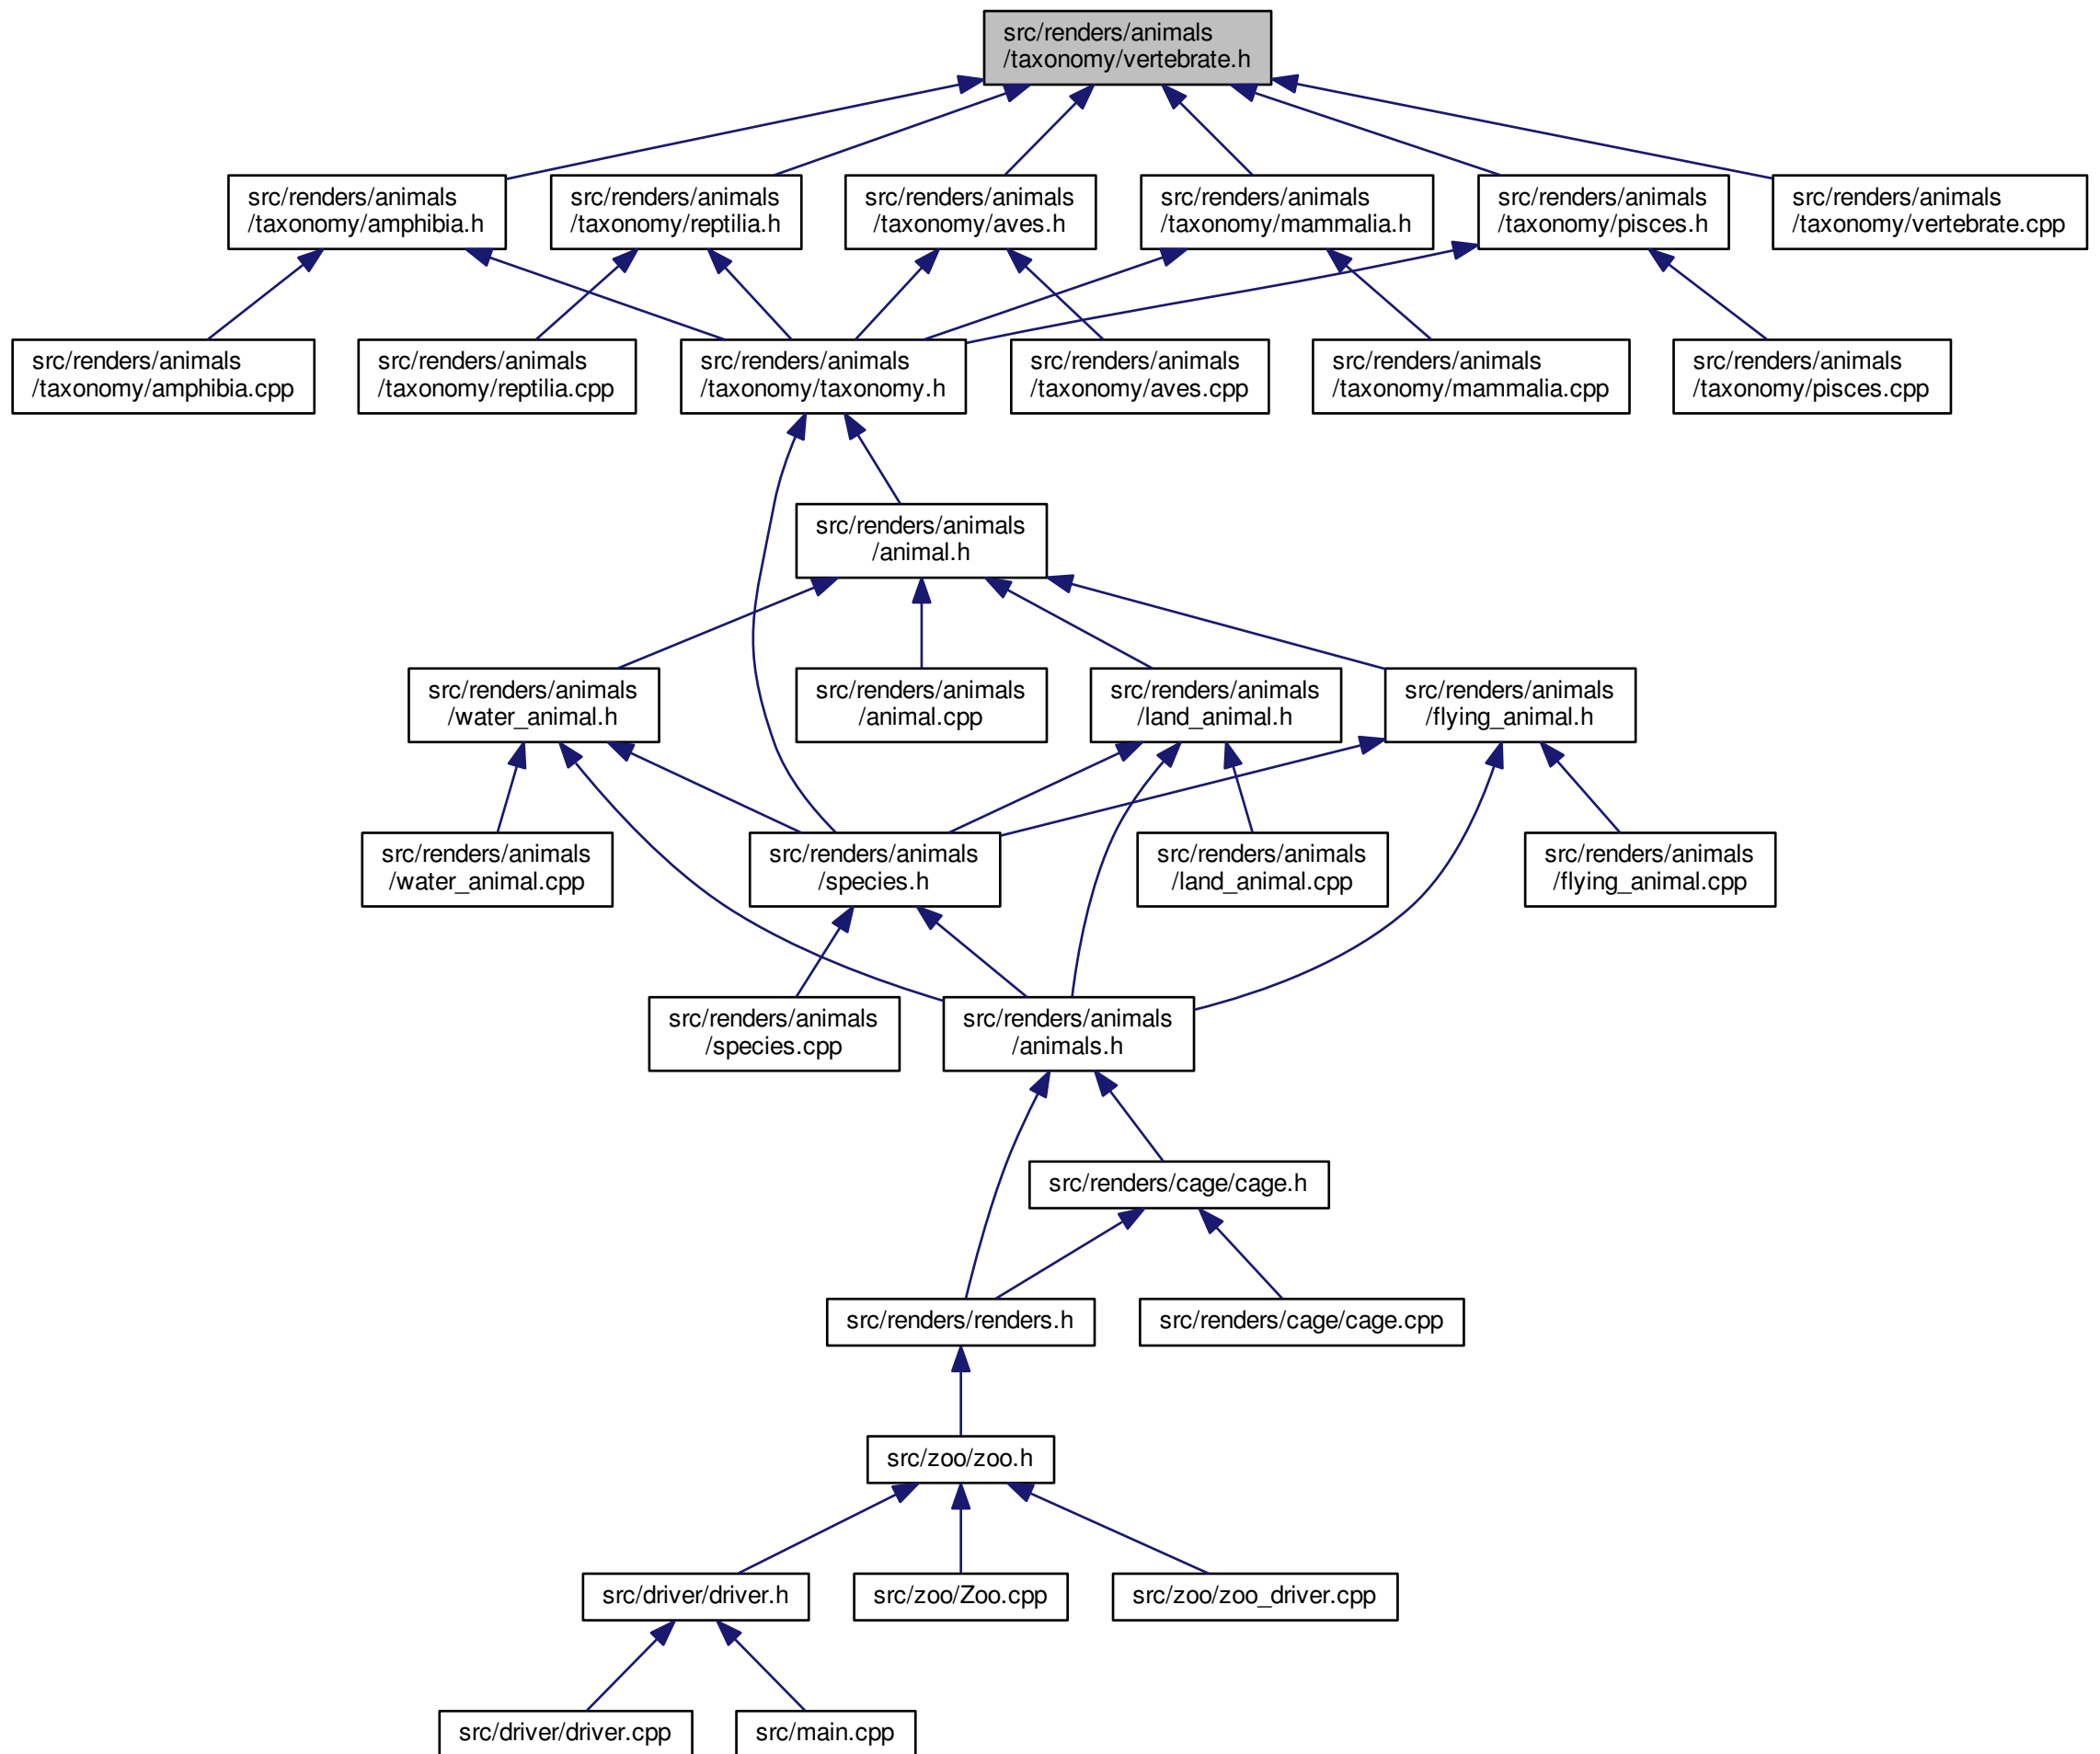 src/renders/animals
/taxonomy/vertebrate.h
src/renders/animals
/taxonomy/amphibia.h
src/renders/animals
/taxonomy/reptilia.h
src/renders/animals
/taxonomy/aves.h
src/renders/animals
/taxonomy/mammalia.h
src/renders/animals
/taxonomy/pisces.h
src/renders/animals
/taxonomy/vertebrate.cpp
src/renders/animals
/taxonomy/amphibia.cpp
src/renders/animals
/taxonomy/reptilia.cpp
src/renders/animals
/taxonomy/taxonomy.h
src/renders/animals
/taxonomy/aves.cpp
src/renders/animals
/taxonomy/mammalia.cpp
src/renders/animals
/taxonomy/pisces.cpp
src/renders/animals
/animal.h
src/renders/animals
/water_animal.h
src/renders/animals
/animal.cpp
src/renders/animals
/land_animal.h
src/renders/animals
/flying_animal.h
src/renders/animals
/water_animal.cpp
src/renders/animals
/species.h
src/renders/animals
/land_animal.cpp
src/renders/animals
/flying_animal.cpp
src/renders/animals
/species.cpp
src/renders/animals
/animals.h
src/renders/cage/cage.h
src/renders/renders.h
src/renders/cage/cage.cpp
src/zoo/zoo.h
src/driver/driver.h
src/zoo/Zoo.cpp
src/zoo/zoo_driver.cpp
src/driver/driver.cpp
src/main.cpp